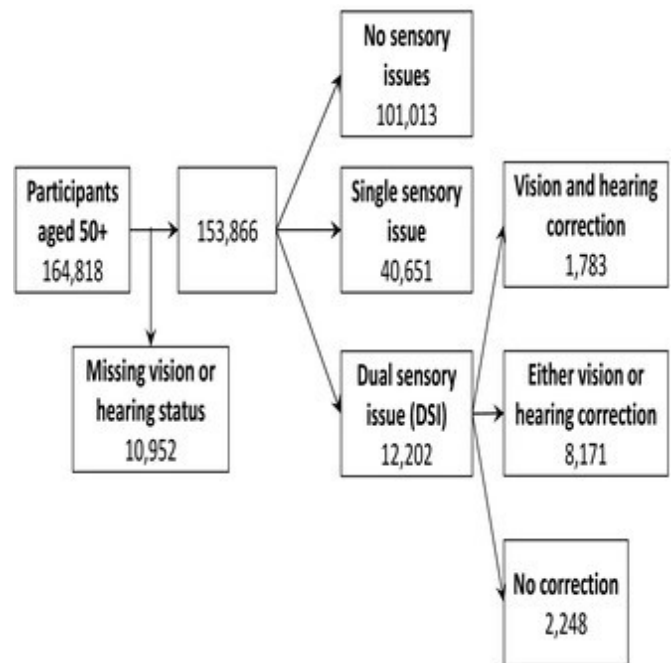 No sensory
issues
101,013
Participants
aged 50+
164,818
153,866
Single sensory
issue
40,651
Vision and hearing
correction
1,783
Missing vision or
hearing status
10,952
Dual sensory
issue (DSI)
12,202
Either vision or
hearing correction
8,171
No correction
2,248